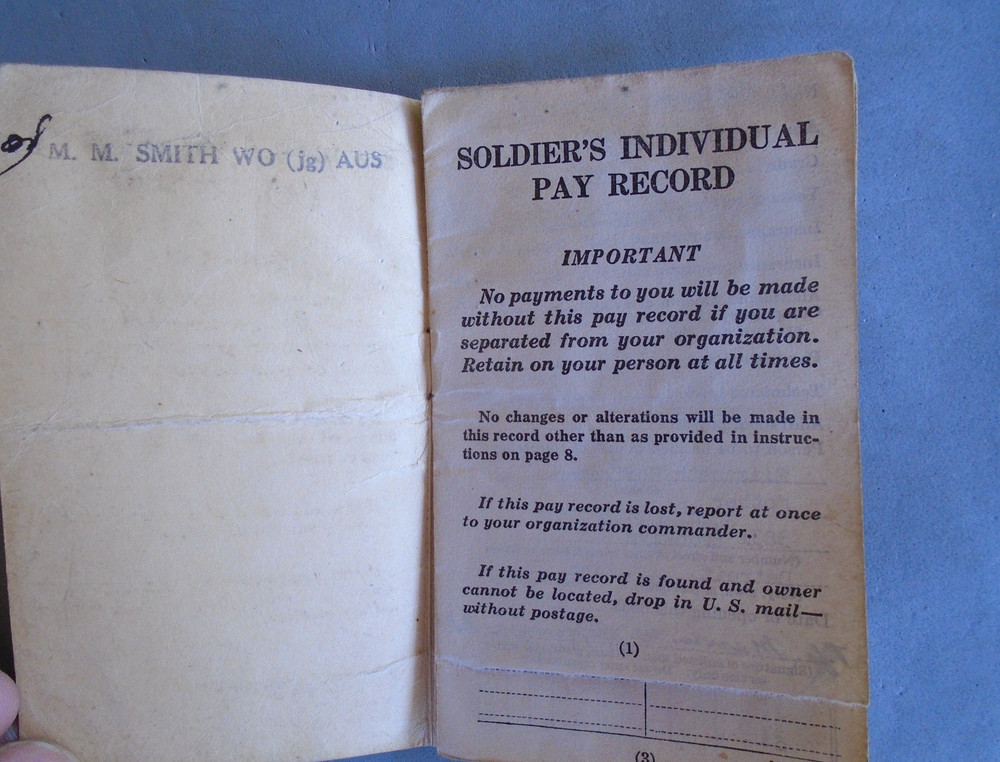 M. M. SMITH WO (jg) AUS
SOLDIER'S INDIVIDUAL
PAY RECORD
IMPORTANT
No payments to you will be made
without this pay record if you are
separated from your organization.
Retain on your person at all times.
No changes or alterations will be made in
this record other than as provided in instruc-
tions on page 8.
If this pay record is lost, report at once
to your organization commander.
If this pay record is found and owner
cannot be located, drop in U. S. mail—
without postage.
(1)
(3)